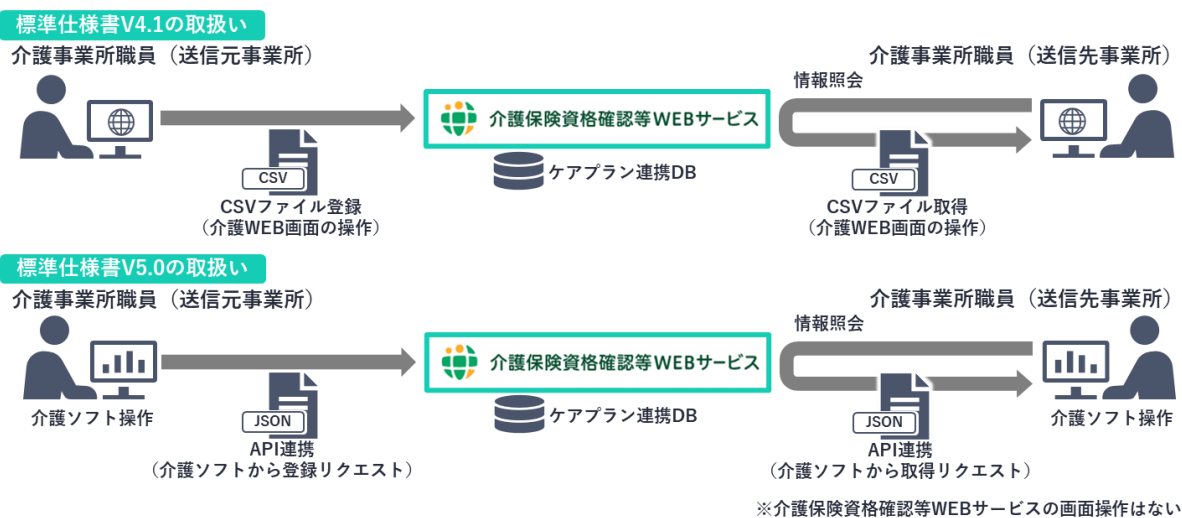 標準仕様書V4.1の取扱い
介護事業所職員（送信元事業所）
介護事業所職員（送信先事業所）
情報照会
介護保険資格確認等WEBサービス
ケアプラン連携DB
CSV
CSVファイル登録
（介護WEB画面の操作）
CSV
CSVファイル取得
（介護WEB画面の操作）
標準仕様書V5.0の取扱い
介護事業所職員（送信元事業所）
介護事業所職員（送信先事業所）
情報照会
介護保険資格確認等WEBサービス
ケアプラン連携DB
介護ソフト操作
JSON
API連携
（介護ソフトから登録リクエスト）
JSON
API連携
（介護ソフトから取得リクエスト）
介護ソフト操作
※介護保険資格確認等WEBサービスの画面操作はない